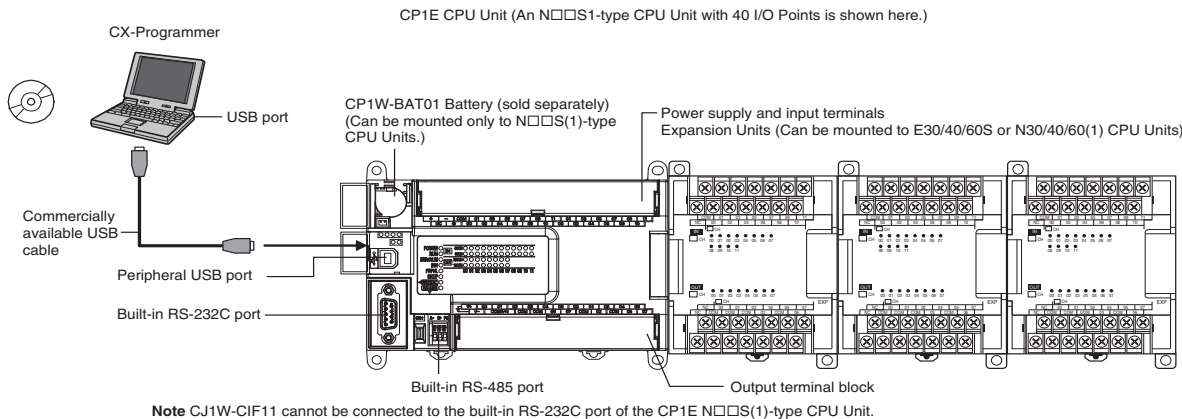 CP1E CPU Unit (An N□□S1-type CPU Unit with 40 I/O Points is shown here.)
CX-Programmer
USB port
CP1W-BAT01 Battery (sold separately)
(Can be mounted only to N□□S(1)-type
CPU Units.)
Power supply and input terminals
Expansion Units (Can be mounted to E30/40/60S or N30/40/60(1) CPU Units)
Commercially
available USB
cable
Peripheral USB port
Built-in RS-232C port
Built-in RS-485 port
Output terminal block
EXP
EXP
EXP
Note CJ1W-CIF11 cannot be connected to the built-in RS-232C port of the CP1E N□□S(1)-type CPU Unit.